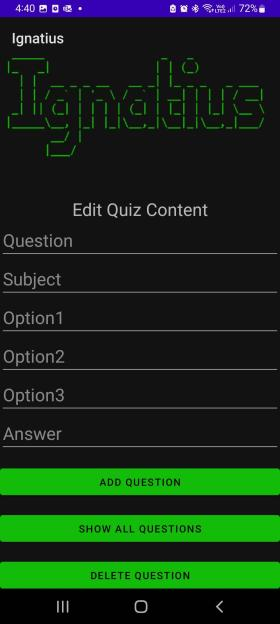 4:40
72%
Ignatius
Ignatius
Edit Quiz Content
Question
Subject
Option1
Option2
Option3
Answer
ADD QUESTION
SHOW ALL QUESTIONS
DELETE QUESTION